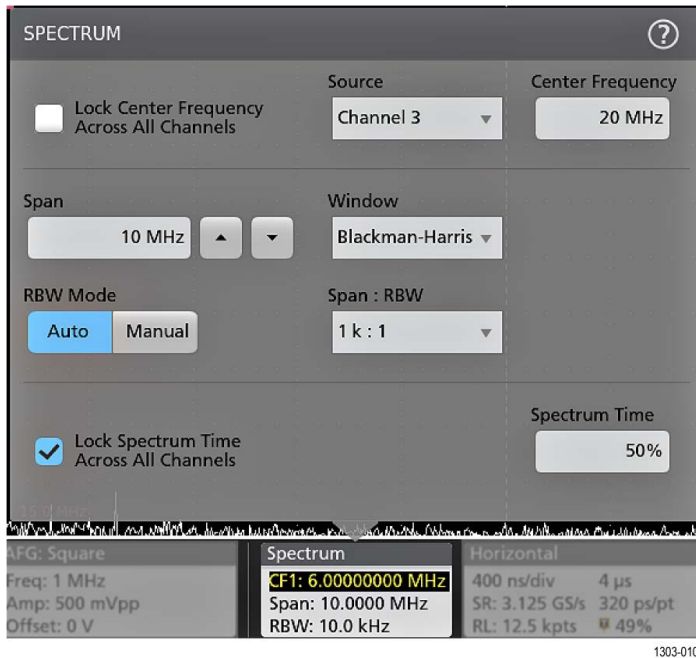 SPECTRUM
?
Source
Center Frequency
Lock Center Frequency
Across All Channels
Channel 3
20 MHz
Span
Window
10 MHz
Blackman-Harris
RBW Mode
Span : RBW
Auto
Manual
1 k : 1
Spectrum Time
Lock Spectrum Time
Across All Channels
50%
15.0 MHz
AFG: Square
Freq: 1 MHz
Amp: 500 mVpp
Offset: 0 V
Spectrum
CF1: 6.00000000 MHz
Span: 10.0000 MHz
RBW: 10.0 kHz
Horizontal
400 ns/div 4 µs
SR: 3.125 GS/s 320 ps/pt
RL: 12.5 kpts 49%
1303-010